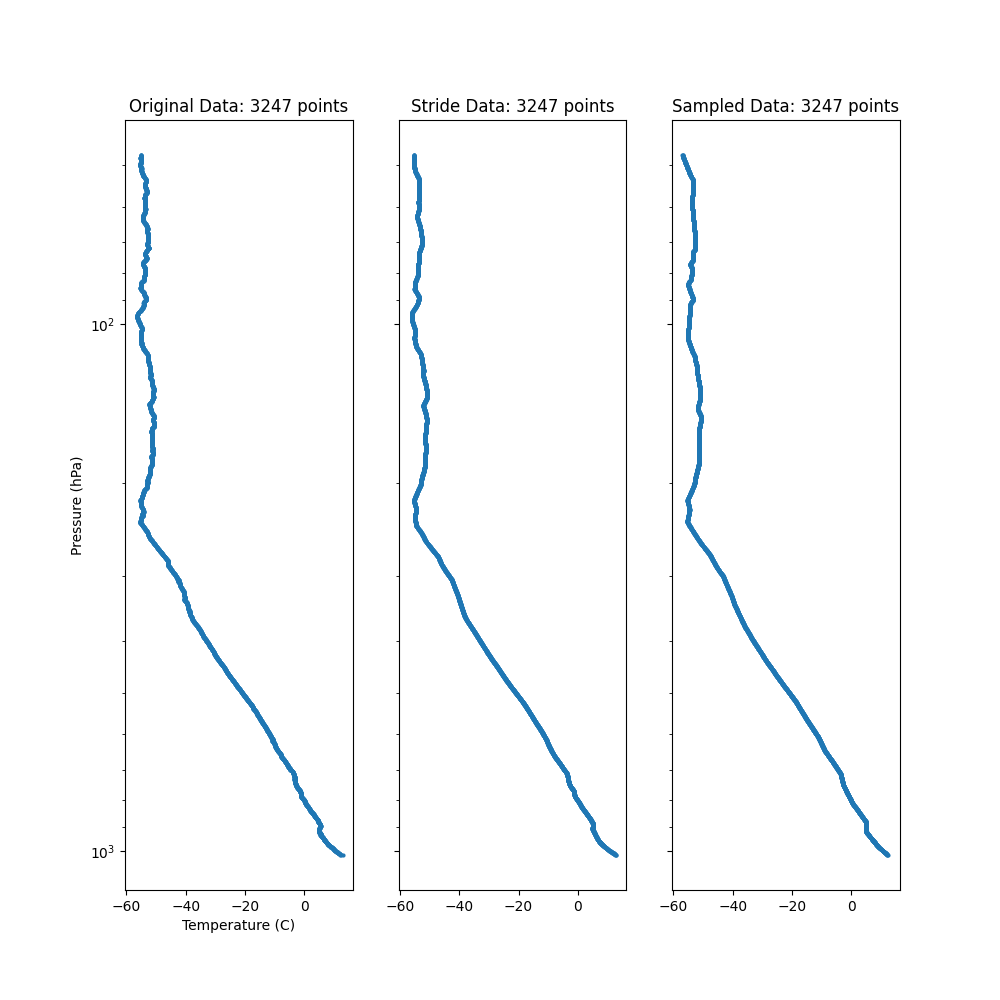 Original Data: 3247 points
Stride Data: 3247 points
Sampled Data: 3247 points
Pressure (hPa)
10²
10³
−60 −40 −20 0
−60 −40 −20 0
−60 −40 −20 0
Temperature (C)